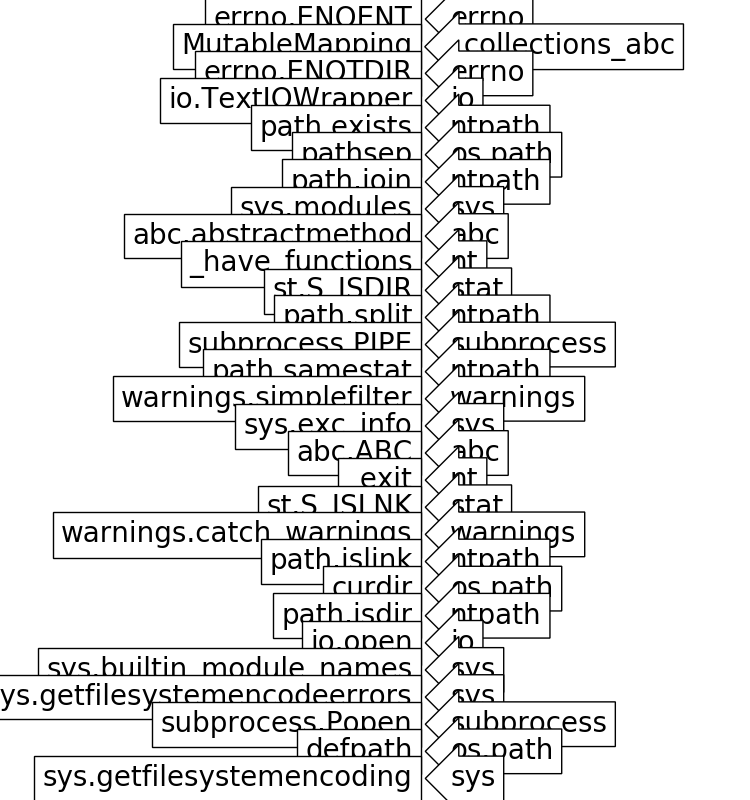 errno.ENOENT errno
MutableMapping collections_abc
errno.ENOTDIR errno
io.TextIOWrapper io
path.exists ntpath
pathsep os.path
path.join ntpath
sys.modules sys
abc.abstractmethod abc
_have_functions nt
st.S_ISDIR stat
path.split ntpath
subprocess.PIPE subprocess
path.samestat ntpath
warnings.simplefilter warnings
sys.exc_info sys
abc.ABC abc
exit nt
st.S_ISLNK stat
warnings.catch_warnings warnings
path.islink ntpath
curdir os.path
path.isdir ntpath
io.open io
sys.builtin_module_names sys
ys.getfilesystemencodeerrors sys
subprocess.Popen subprocess
defpath os.path
sys.getfilesystemencoding sys